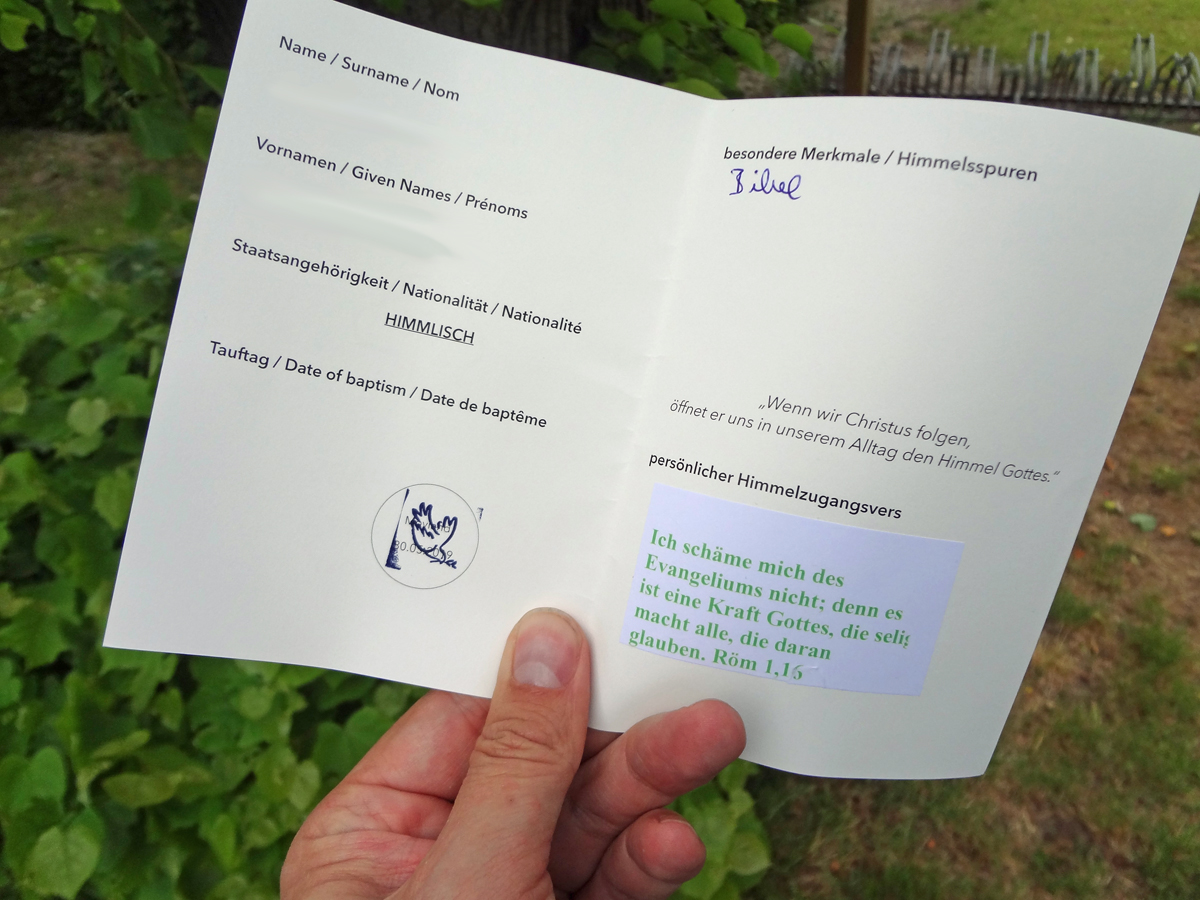 Name / Surname / Nom
Vornamen / Given Names / Prénoms
Staatsangehörigkeit / Nationalität / Nationalité
HIMMLISCH
Tauftag / Date of baptism / Date de baptême
besondere Merkmale / Himmelsspuren
Bibel
„Wenn wir Christus folgen,
öffnet er uns in unserem Alltag den Himmel Gottes.“
persönlicher Himmelzugangsvers
Ich schäme mich des
Evangeliums nicht; denn es
ist eine Kraft Gottes, die selig
macht alle, die daran
glauben. Röm 1,16